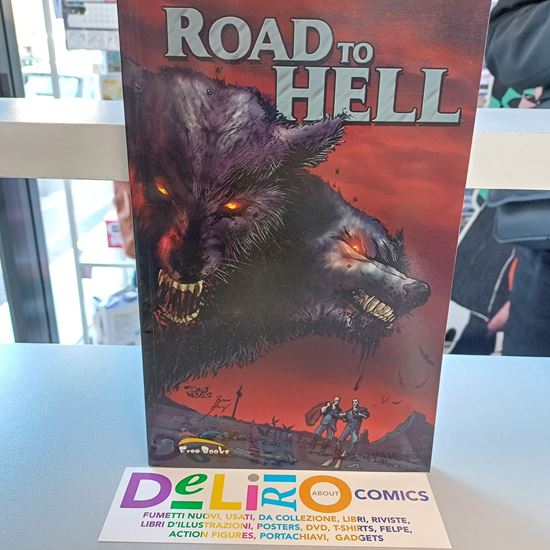 ROAD TO
HELL
Free Books
DeLiRiO ABOUT COMICS
FUMETTI NUOVI, USATI, DA COLLEZIONE, LIBRI, RIVISTE,
LIBRI D'ILLUSTRAZIONI, POSTERS, DVD, T-SHIRTS, FELPE,
ACTION FIGURES, PORTACHIAVI, GADGETS